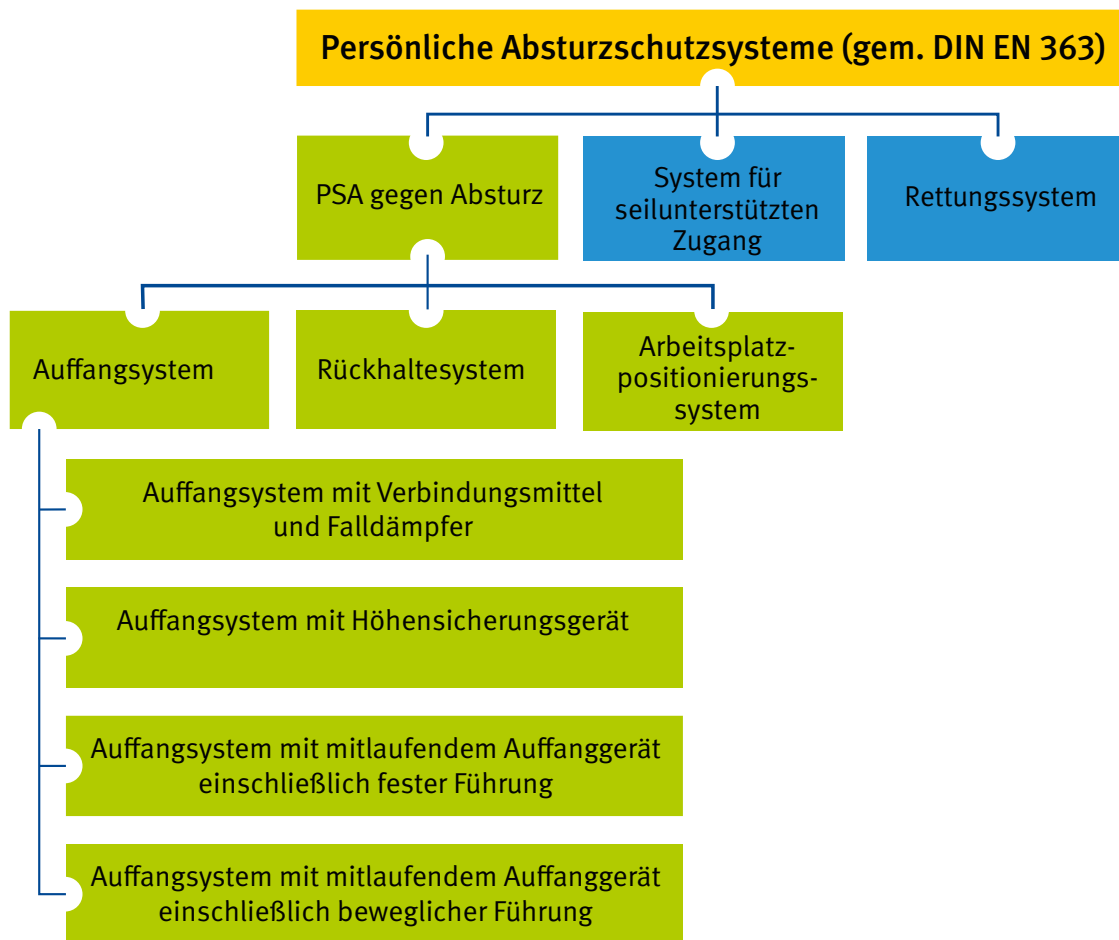 Persönliche Absturzschutzsysteme (gem. DIN EN 363)
PSA gegen Absturz
System für
seilunterstützten
Zugang
Rettungssystem
Auffangsystem
Rückhaltesystem
Arbeitsplatz-
positionierungs-
system
Auffangsystem mit Verbindungsmittel
und Falldämpfer
Auffangsystem mit Höhensicherungsgerät
Auffangsystem mit mitlaufendem Auffanggerät
einschließlich fester Führung
Auffangsystem mit mitlaufendem Auffanggerät
einschließlich beweglicher Führung